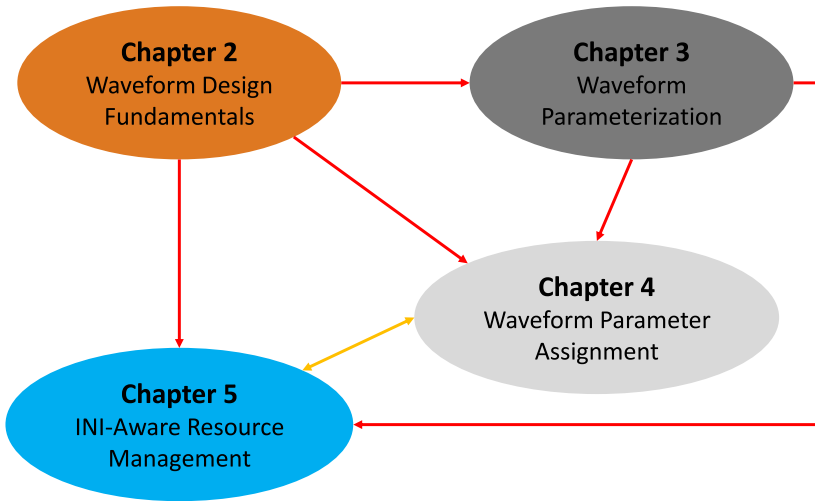 Chapter 2
Waveform Design
Fundamentals
Chapter 3
Waveform
Parameterization
Chapter 4
Waveform Parameter
Assignment
Chapter 5
INI-Aware Resource
Management